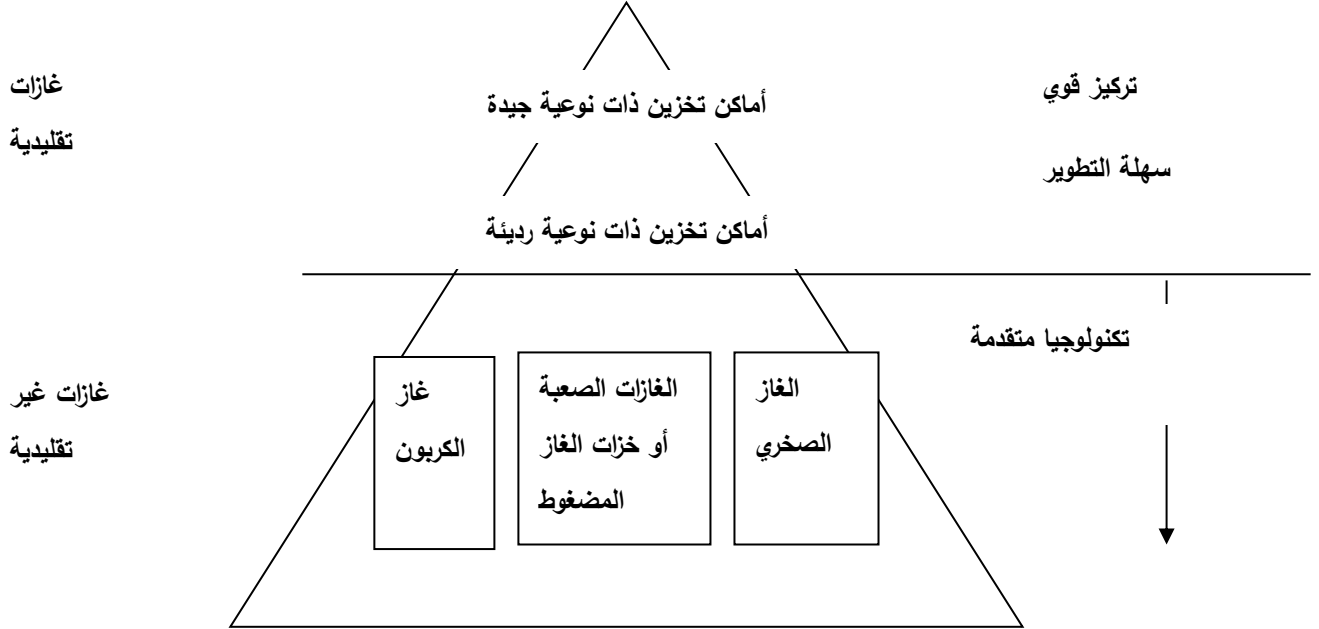 تركيز قوي
سهلة التطوير
أماكن تخزين ذات نوعية جيدة
أماكن تخزين ذات نوعية رديئة
غازات
تقليدية
تكنولوجيا متقدمة
الغاز
الصخري
الغازات الصعبة
أو خزات الغاز
المضغوط
غاز
الكربون
غازات غير
تقليدية